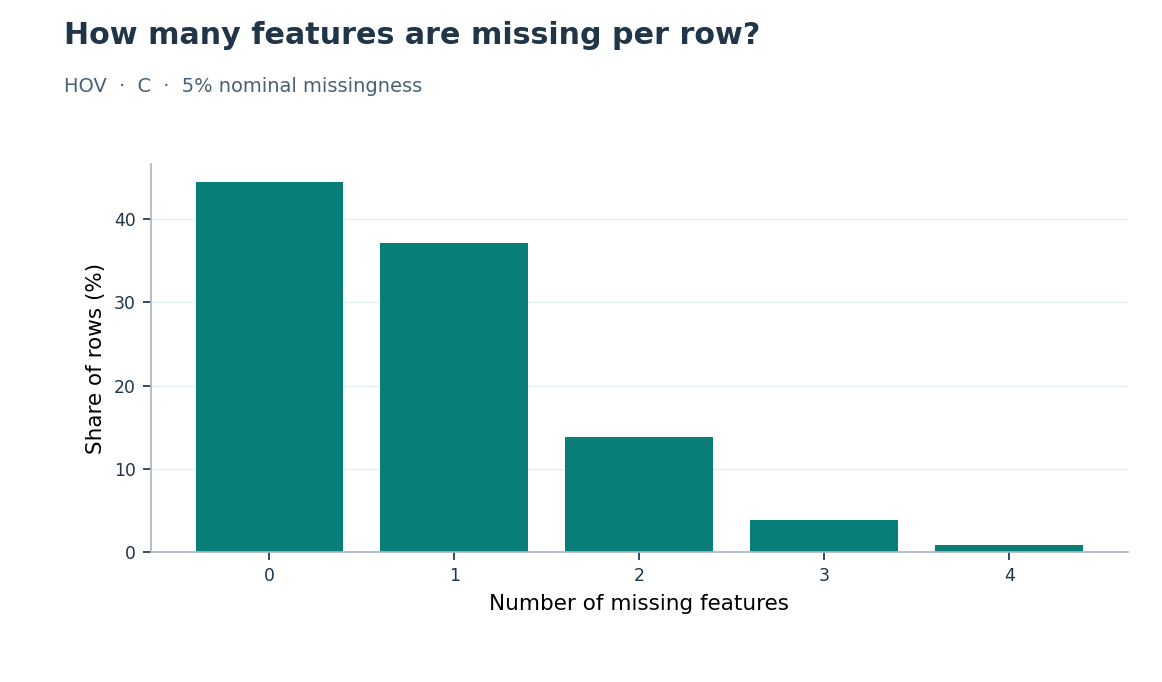 How many features are missing per row?
HOV · C · 5% nominal missingness
Share of rows (%)
40
30
20
10
0
0 1 2 3 4
Number of missing features